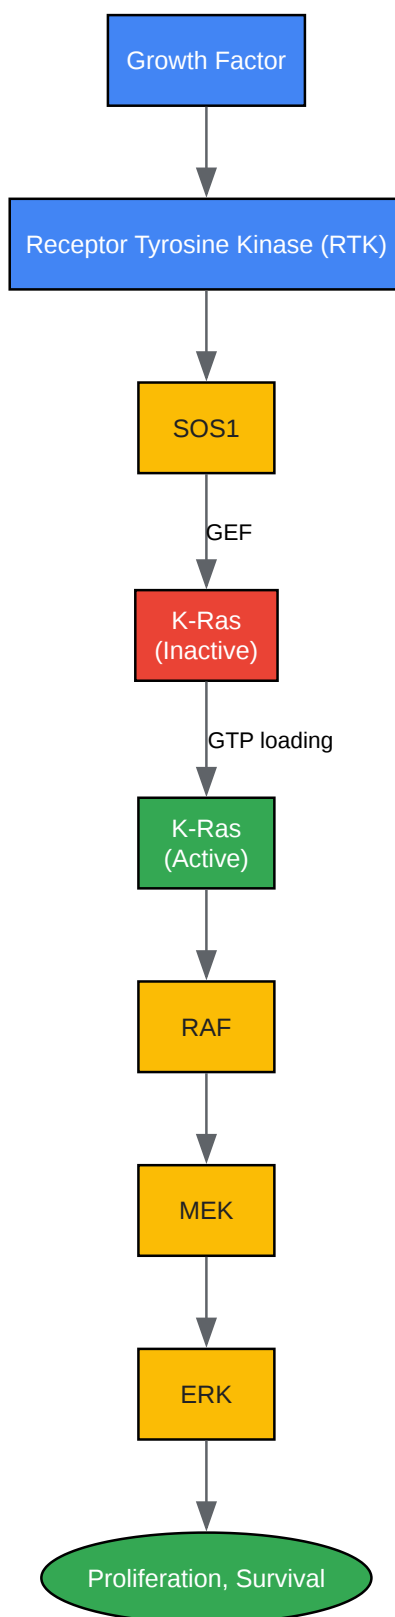 Growth Factor
Receptor Tyrosine Kinase (RTK)
SOS1
GEF
K-Ras
(Inactive)
GTP loading
K-Ras
(Active)
RAF
MEK
ERK
Proliferation, Survival